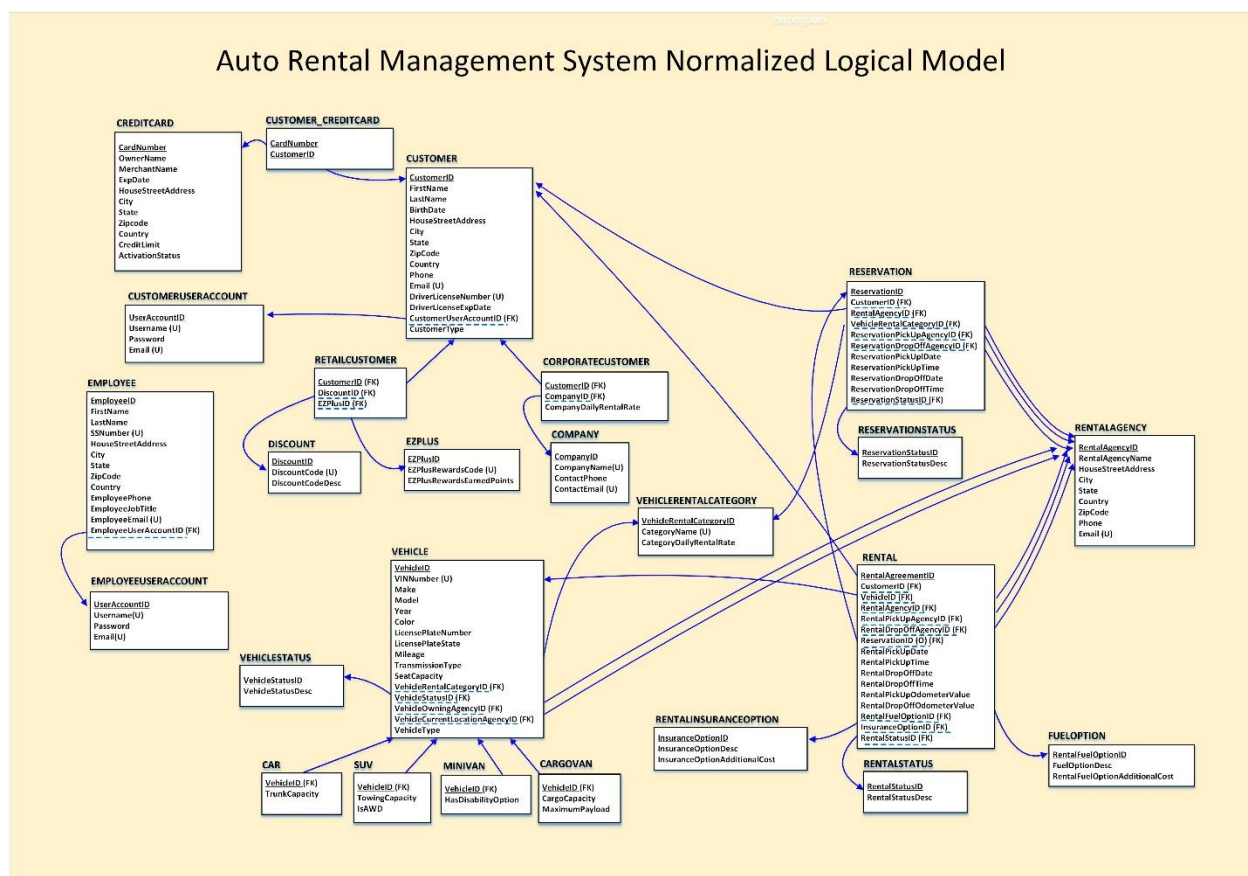 CREDIT_CARD
Auto Rental Management System Normalized Logical Model
CREDITCARD
CardNumber
OwnerName
MerchantName
ExpDate
HouseStreetAddress
City
State
Zipcode
Country
CreditLimit
ActivationStatus
CUSTOMER_CREDITCARD
CardNumber
CustomerID
CUSTOMER
CustomerID
FirstName
LastName
BirthDate
HouseStreetAddress
City
State
ZipCode
Country
Phone
Email (U)
DriverLicenseNumber (U)
DriverLicenseExpDate
CustomerUserAccountID (FK)
CustomerType
CUSTOMERUSERACCOUNT
UserAccountID
Username (U)
Password
Email (U)
RETAILCUSTOMER
CustomerID (FK)
DiscountID (FK)
EZPlusID (FK)
CORPORATECUSTOMER
CustomerID (FK)
CompanyID (FK)
CompanyDailyRentalRate
EMPLOYEE
EmployeeID
FirstName
LastName
SSNumber (U)
HouseStreetAddress
City
State
ZipCode
Country
EmployeePhone
EmployeeJobTitle
EmployeeEmail (U)
EmployeeUserAccountID (FK)
DISCOUNT
DiscountID
DiscountCode (U)
DiscountCodeDesc
EZPLUS
EZPlusID
EZPlusRewardsCode (U)
EZPlusRewardsEarnedPoints
COMPANY
CompanyID
CompanyName(U)
ContactPhone
ContactEmail (U)
RESERVATION
ReservationID
CustomerID (FK)
RentalAgencyID (FK)
VehicleRentalCategoryID (FK)
ReservationPickUpAgencyID (FK)
ReservationDropOffAgencyID (FK)
ReservationPickUplDate
ReservationPickUpTime
ReservationDropOffDate
ReservationDropOffTime
ReservationStatusID (FK)
RESERVATIONSTATUS
ReservationStatusID
ReservationStatusDesc
RENTALAGENCY
RentalAgencyID
RentalAgencyName
HouseStreetAddress
City
State
Country
ZipCode
Phone
Email (U)
VEHICLERENTALCATEGORY
VehicleRentalCategoryID
CategoryName (U)
CategoryDailyRentalRate
EMPLOYEEUSERACCOUNT
UserAccountID
Username(U)
Password
Email(U)
VEHICLE
VehicleID
VINNumber (U)
Make
Model
Year
Color
LicensePlateNumber
LicensePlateState
Mileage
TransmissionType
SeatCapacity
VehicleRentalCategoryID (FK)
VehicleStatusID (FK)
VehicleOwningAgencyID (FK)
VehicleCurrentLocationAgencyID (FK)
VehicleType
RENTAL
RentalAgreementID
CustomerID (FK)
VehicleID (FK)
RentalAgencyID (FK)
RentalPickUpAgencyID (FK)
RentalDropOffAgencyID (FK)
ReservationID (O) (FK)
RentalPickUpDate
RentalPickUpTime
RentalDropOffDate
RentalDropOffTime
RentalPickUpOdometerValue
RentalDropOffOdometerValue
RentalFuelOptionID (FK)
InsuranceOptionID (FK)
RentalStatusID (FK)
VEHICLESTATUS
VehicleStatusID
VehicleStatusDesc
RENTALINSURANCEOPTION
InsuranceOptionID
InsuranceOptionDesc
InsuranceOptionAdditionalCost
FUELOPTION
RentalFuelOptionID
FuelOptionDesc
RentalFuelOptionAdditionalCost
CAR
VehicleID (FK)
TrunkCapacity
SUV
VehicleID (FK)
TowingCapacity
IsAWD
MINIVAN
VehicleID (FK)
HasDisabilityOption
CARGOVAN
VehicleID (FK)
CargoCapacity
MaximumPayload
RENTALSTATUS
RentalStatusID
RentalStatusDesc